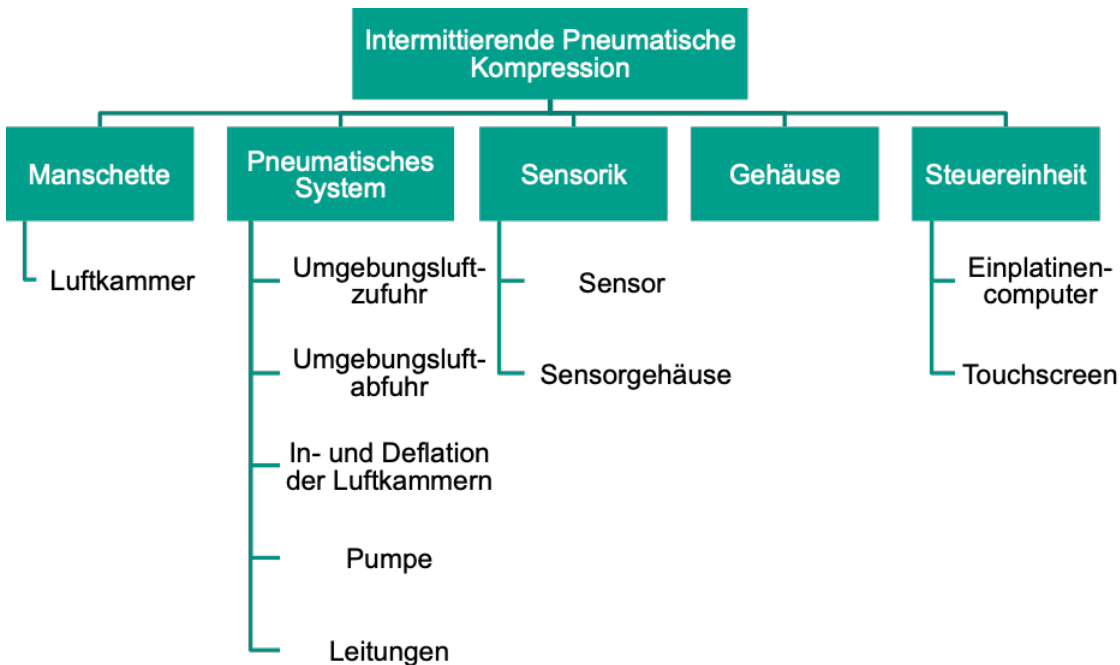 Intermittierende Pneumatische
Kompression
Manschette
Pneumatisches
System
Sensorik
Gehäuse
Steuereinheit
Luftkammer
Umgebungsluft-
zufuhr
Umgebungsluft-
abfuhr
In- und Deflation
der Luftkammern
Pumpe
Leitungen
Sensor
Sensorgehäuse
Einplatinen-
computer
Touchscreen